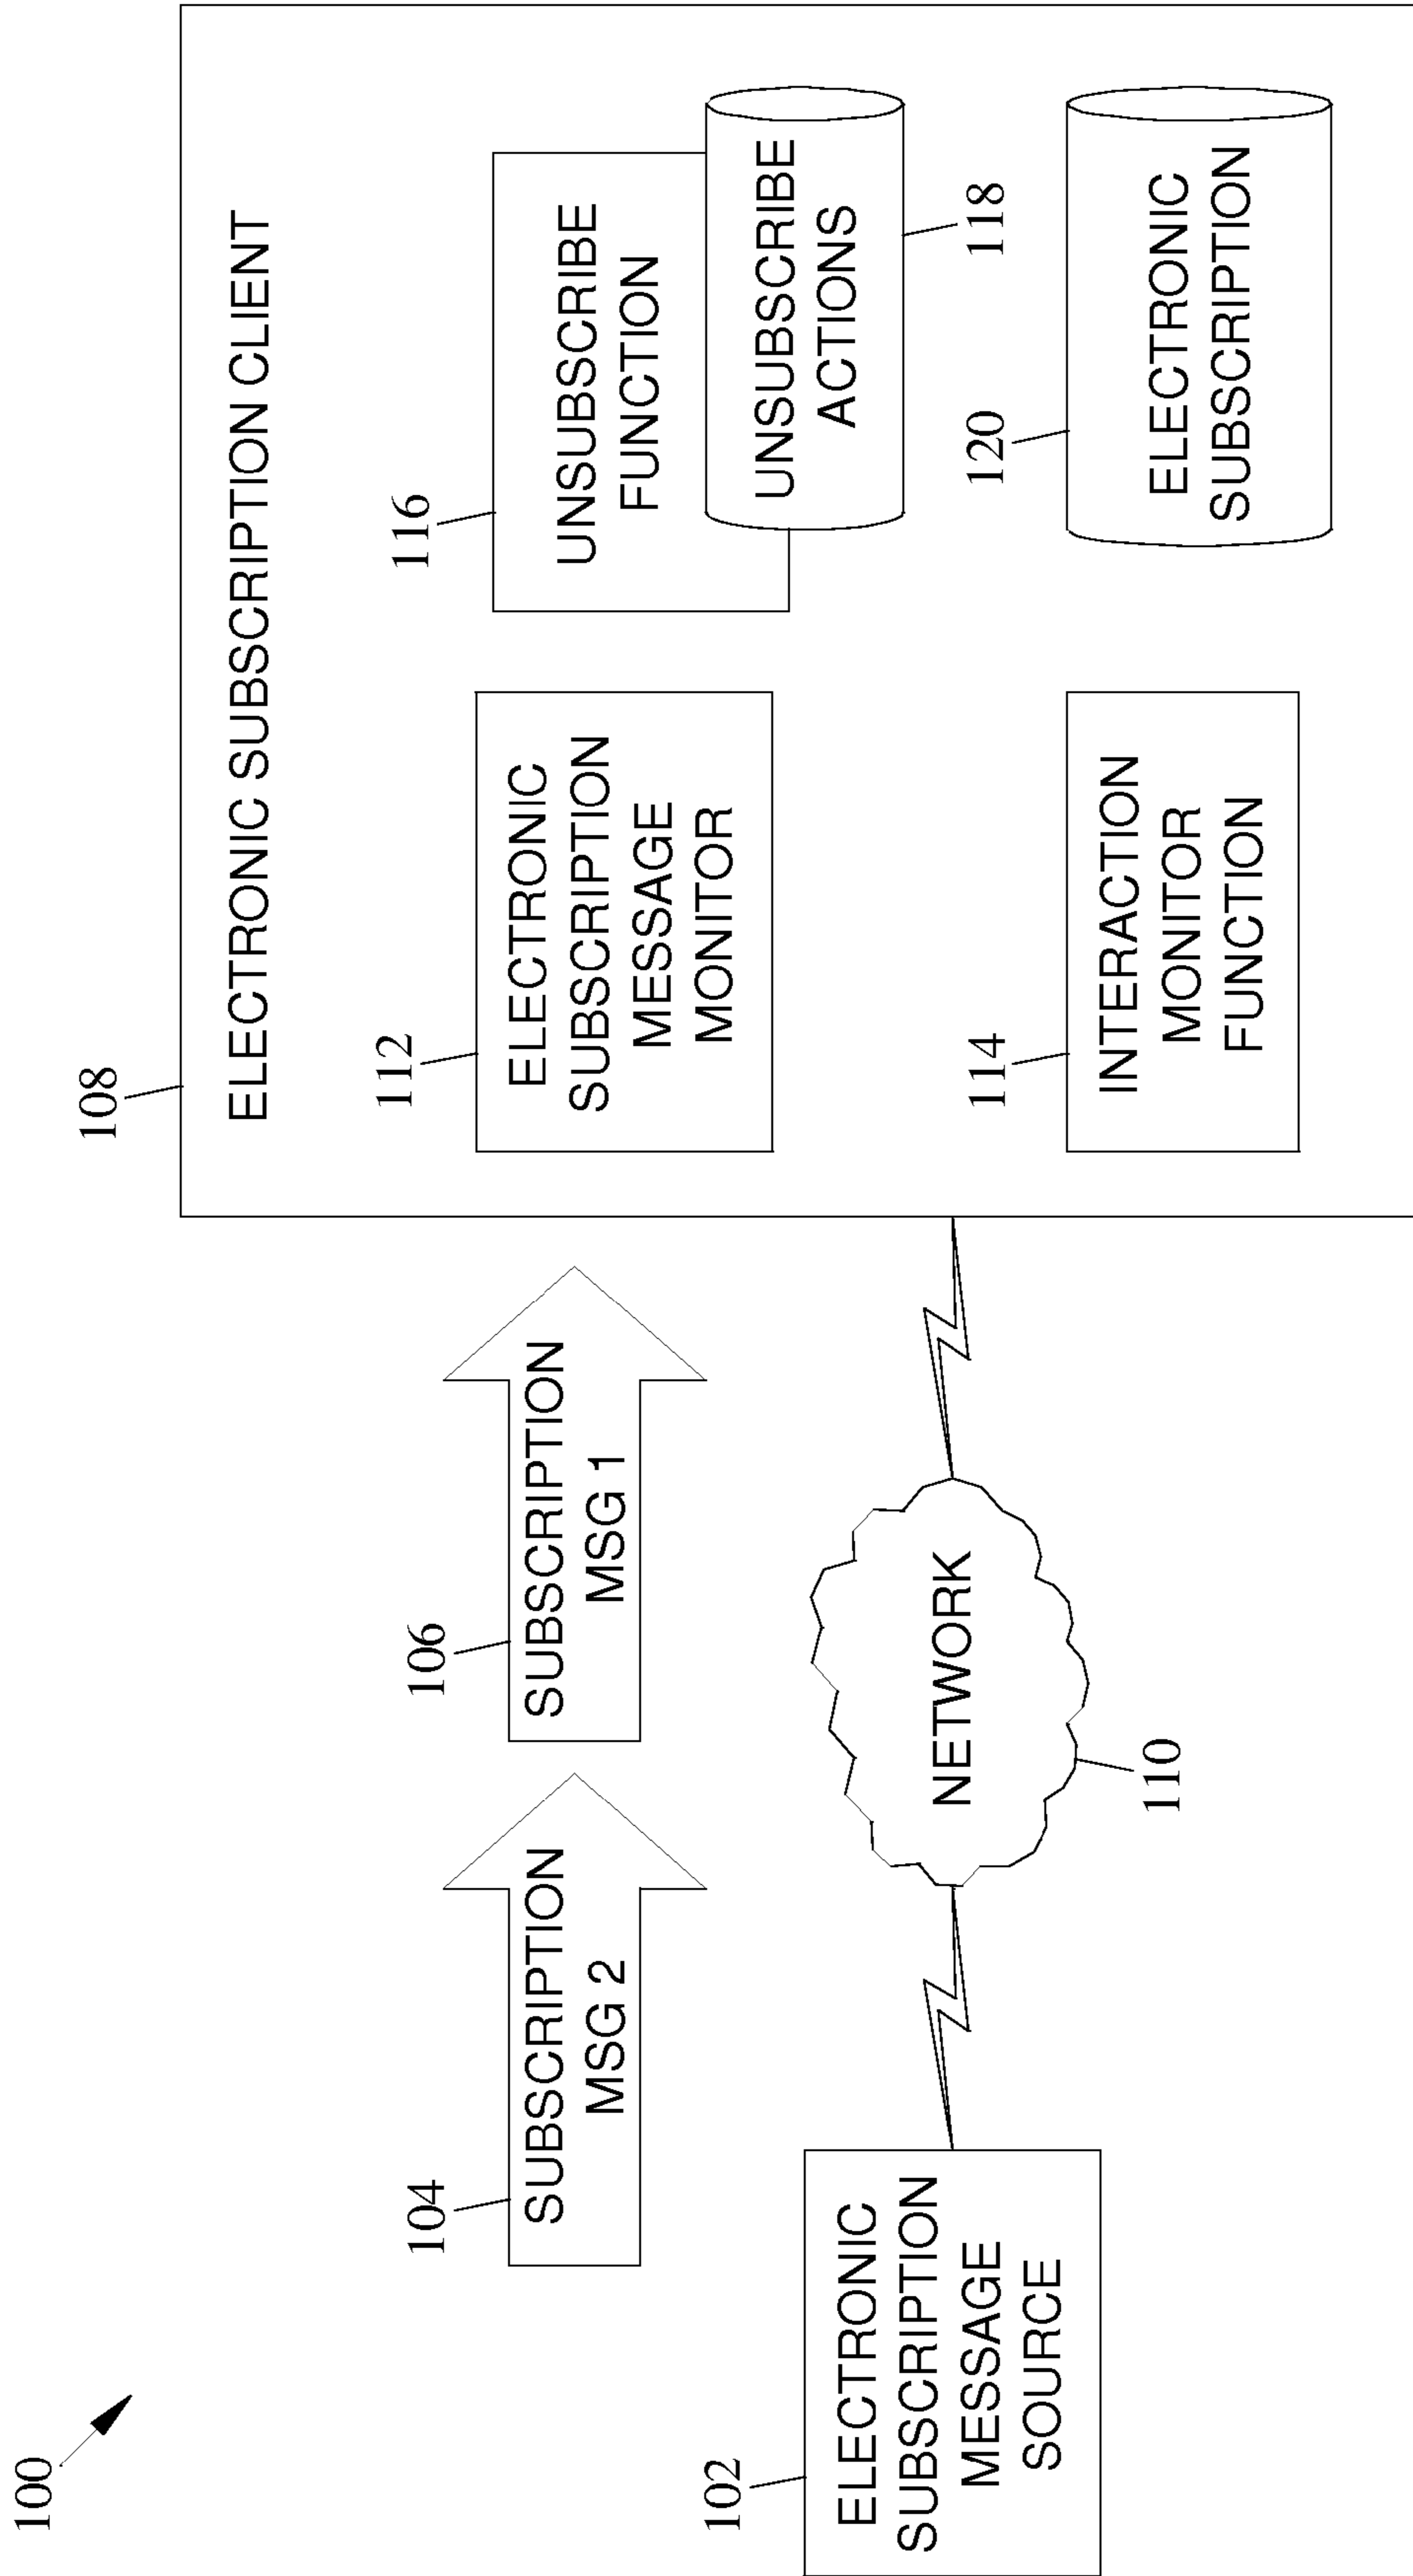 100
102
ELECTRONIC
SUBSCRIPTION
MESSAGE
SOURCE
104
SUBSCRIPTION
MSG 2
106
SUBSCRIPTION
MSG 1
NETWORK
110
108
ELECTRONIC SUBSCRIPTION CLIENT
112
ELECTRONIC
SUBSCRIPTION
MESSAGE
MONITOR
116
UNSUBSCRIBE
FUNCTION
UNSUBSCRIBE
ACTIONS
118
114
INTERACTION
MONITOR
FUNCTION
120
ELECTRONIC
SUBSCRIPTION